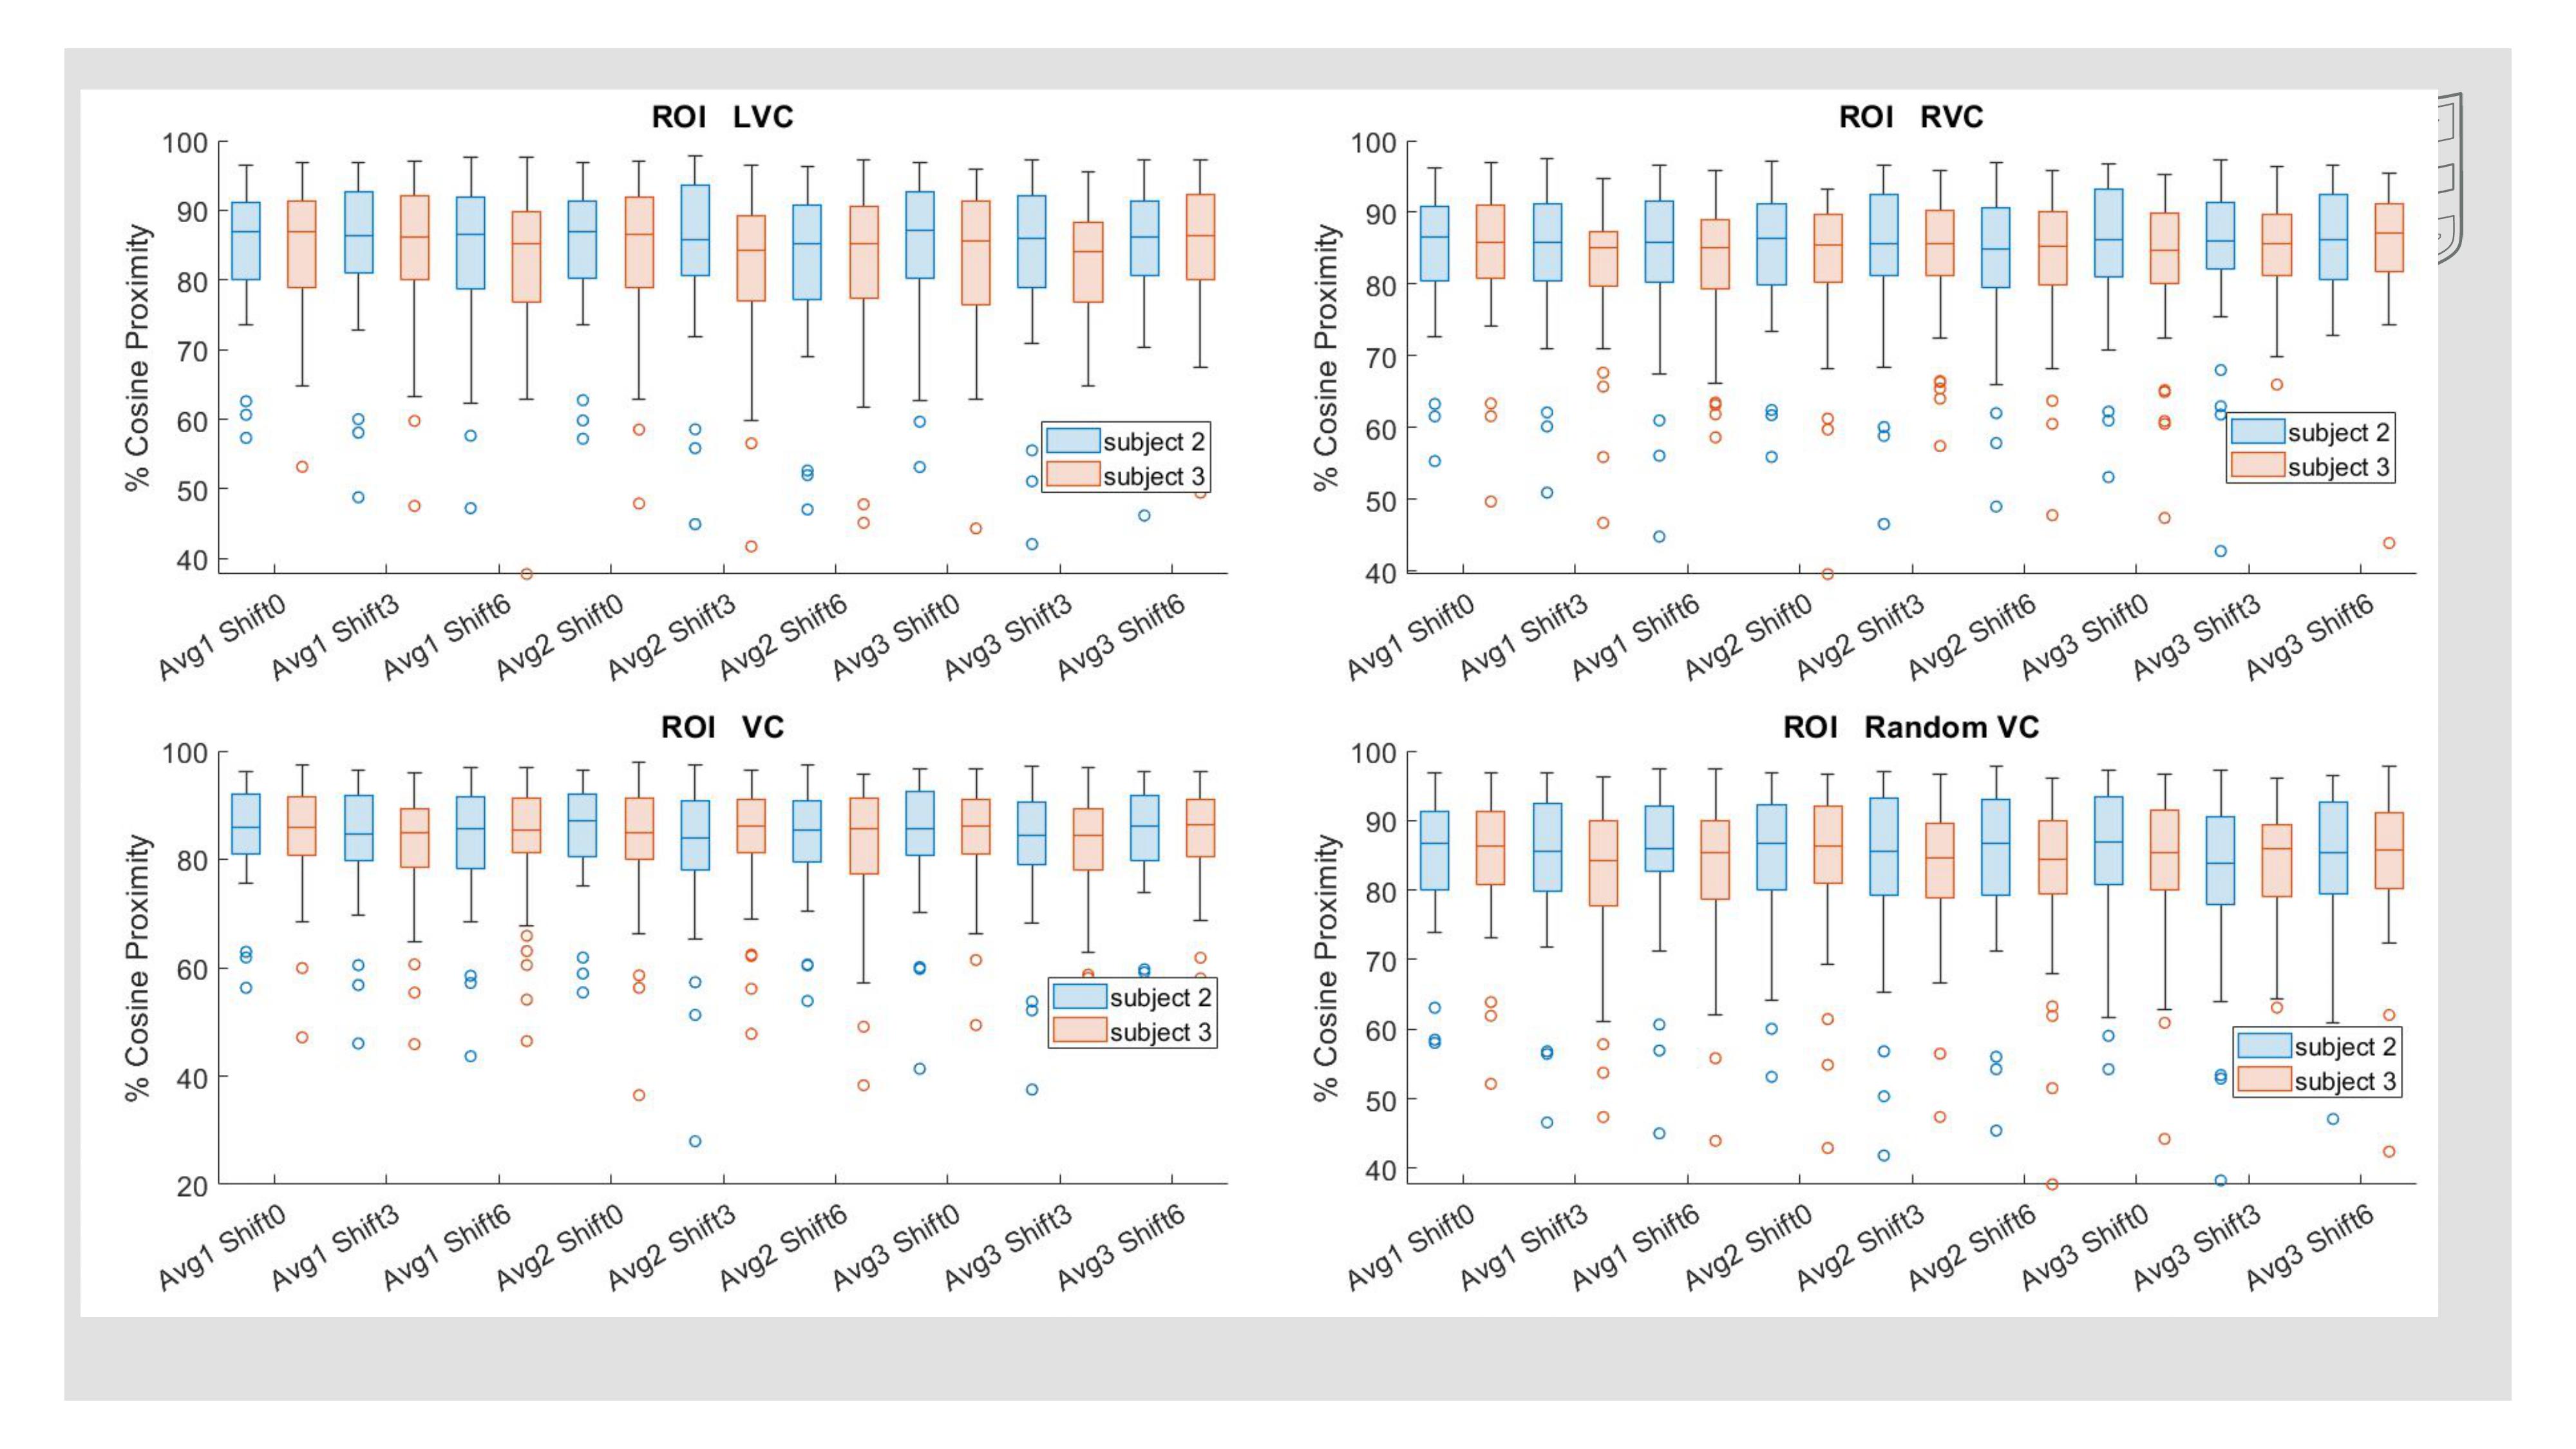 ROI LVC
100
90
80
70
60
50
40
% Cosine Proximity
subject 2
subject 3
Avg1 Shift0
Avg1 Shift3
Avg1 Shift6
Avg2 Shift0
Avg2 Shift3
Avg2 Shift6
Avg3 Shift0
Avg3 Shift3
Avg3 Shift6
ROI RVC
100
90
80
70
60
50
40
% Cosine Proximity
subject 2
subject 3
Avg1 Shift0
Avg1 Shift3
Avg1 Shift6
Avg2 Shift0
Avg2 Shift3
Avg2 Shift6
Avg3 Shift0
Avg3 Shift3
Avg3 Shift6
ROI VC
100
80
60
40
20
% Cosine Proximity
subject 2
subject 3
Avg1 Shift0
Avg1 Shift3
Avg1 Shift6
Avg2 Shift0
Avg2 Shift3
Avg2 Shift6
Avg3 Shift0
Avg3 Shift3
Avg3 Shift6
ROI Random VC
100
90
80
70
60
50
40
% Cosine Proximity
subject 2
subject 3
Avg1 Shift0
Avg1 Shift3
Avg1 Shift6
Avg2 Shift0
Avg2 Shift3
Avg2 Shift6
Avg3 Shift0
Avg3 Shift3
Avg3 Shift6